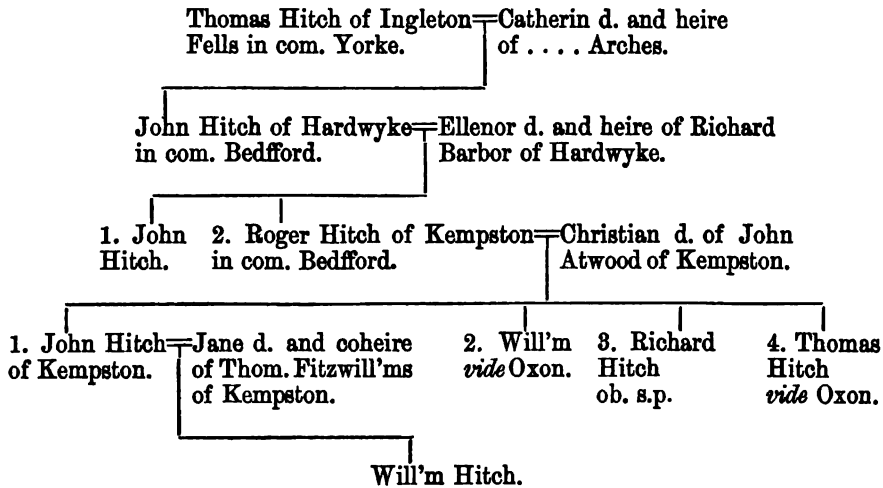 Thomas Hitch of Ingleton=Catherin d. and heire
Fells in com. Yorke. of . . . . Arches.
John Hitch of Hardwyke=Ellenor d. and heire of Richard
in com. Bedfford. Barbor of Hardwyke.
1. John 2. Roger Hitch of Kempston=Christian d. of John
Hitch. in com. Bedfford. Atwood of Kempston.
1. John Hitch=Jane d. and coheire 2. Will'm 3. Richard 4. Thomas
of Kempston. of Thom. Fitzwill'ms vide Oxon. Hitch Hitch
of Kempston. ob. s.p. vide Oxon.
Will'm Hitch.